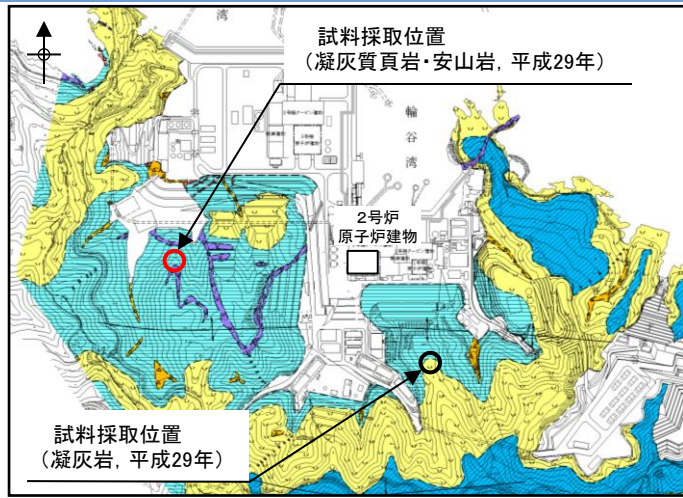 湾
試料採取位置
(凝灰質頁岩・安山岩，平成29年)
輪谷湾
2号炉
原子炉建物
試料採取位置
(凝灰岩，平成29年)